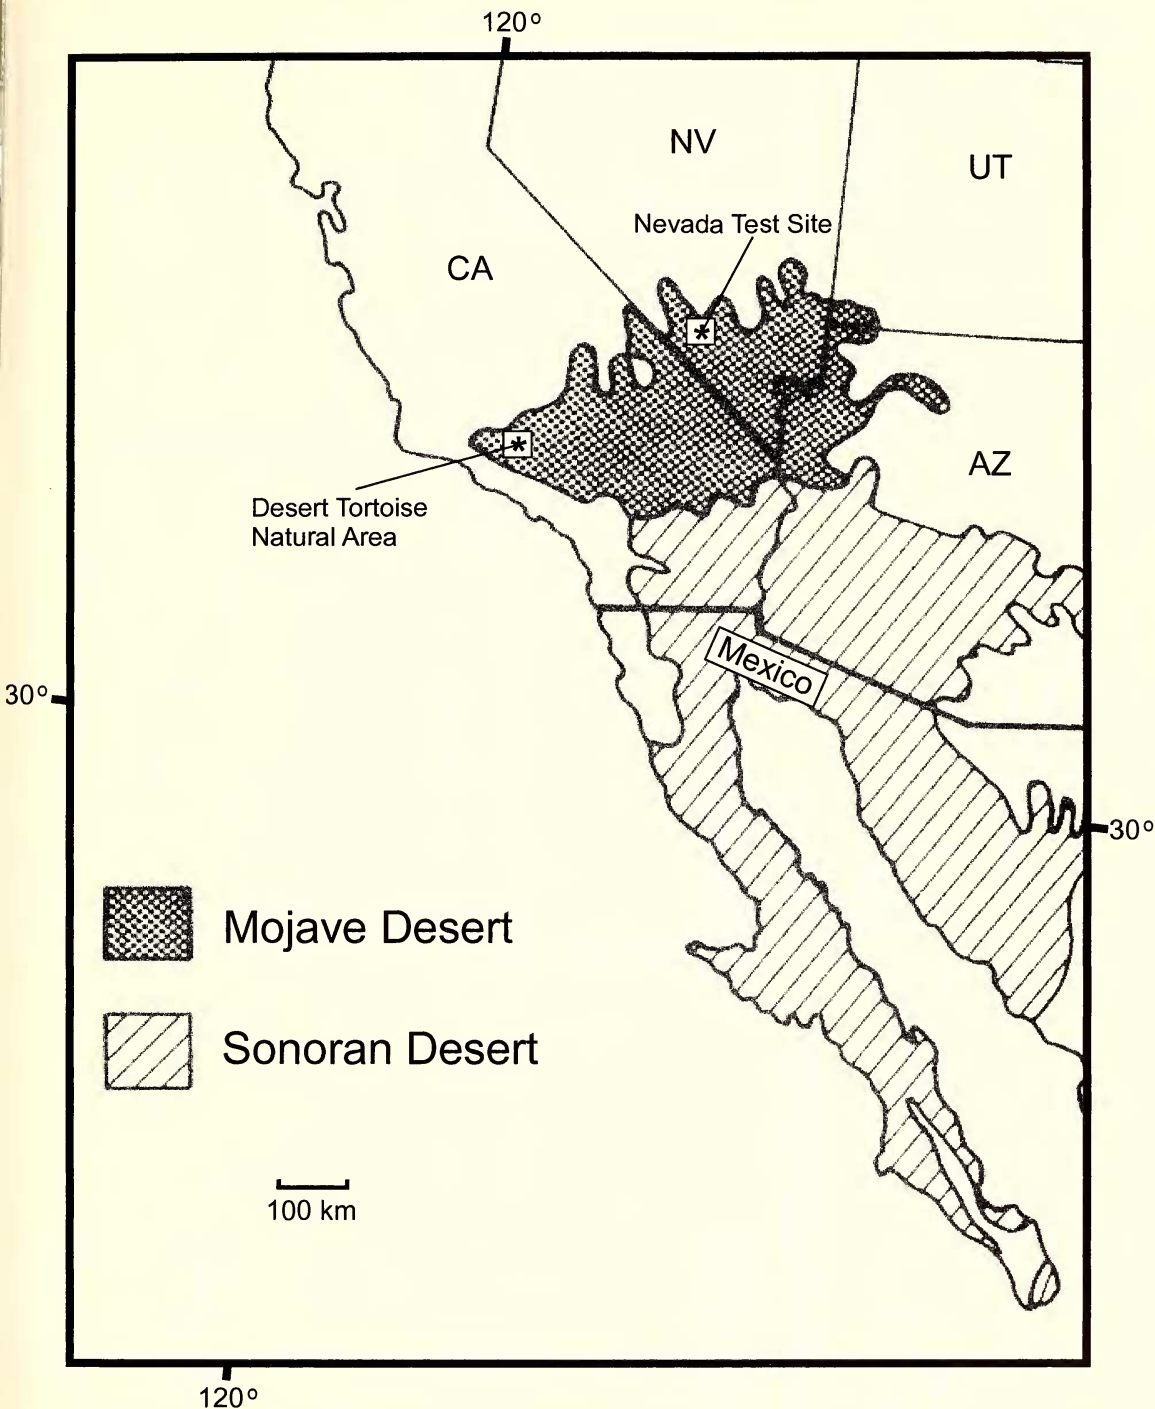 120°
NV
UT
Nevada Test Site
CA
*
*
AZ
Desert Tortoise
Natural Area
Mexico
30°
30°
Mojave Desert
Sonoran Desert
100 km
120°